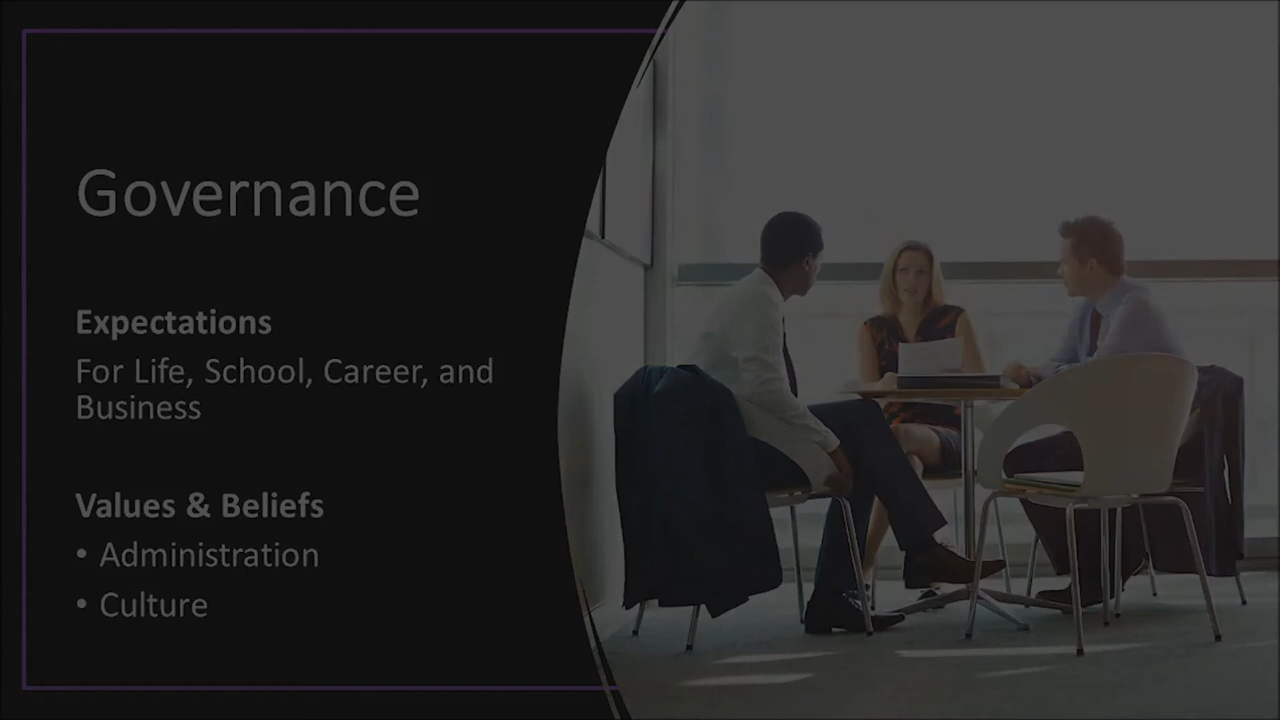 Governance
Expectations
For Life, School, Career, and
Business
Values & Beliefs
• Administration
• Culture